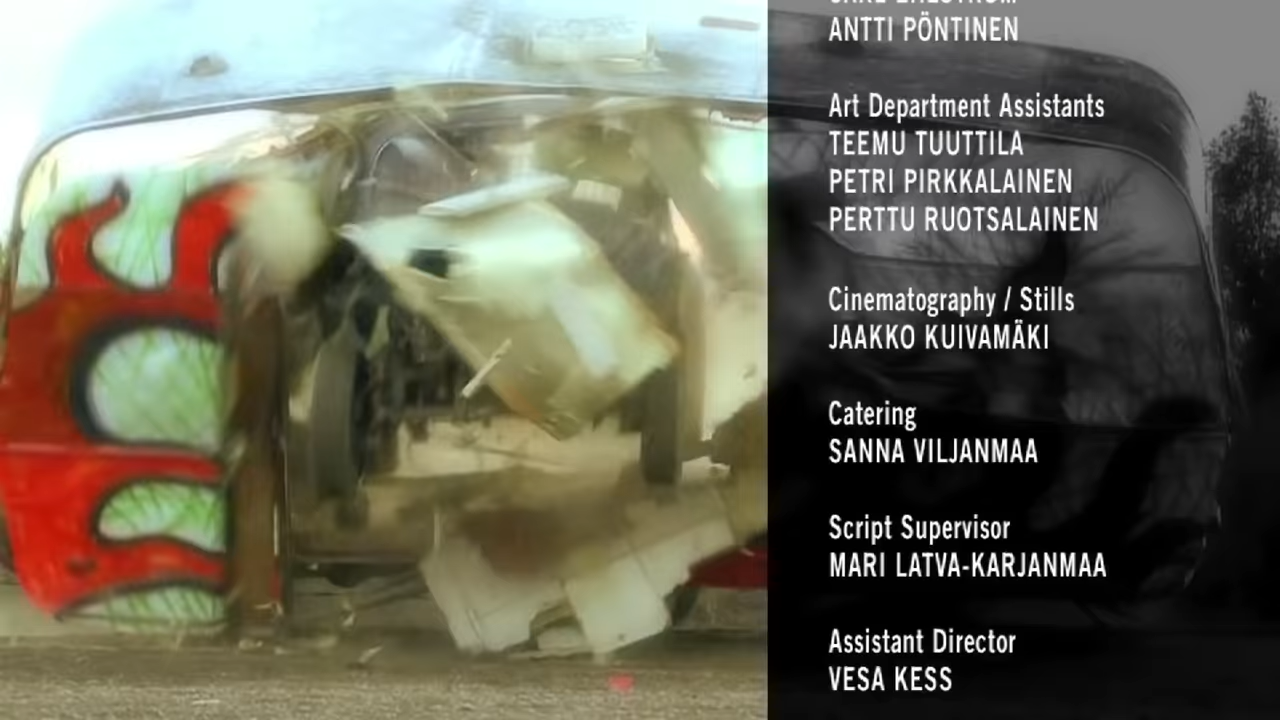 ANTTI PÖNTINEN
Art Department Assistants
TEEMU TUUTTILA
PETRI PIRKKALAINEN
PERTTU RUOTSALAINEN
Cinematography / Stills
JAAKKO KUIVAMÄKI
Catering
SANNA VILJANMAA
Script Supervisor
MARI LATVA-KARJANMAA
Assistant Director
VESA KESS